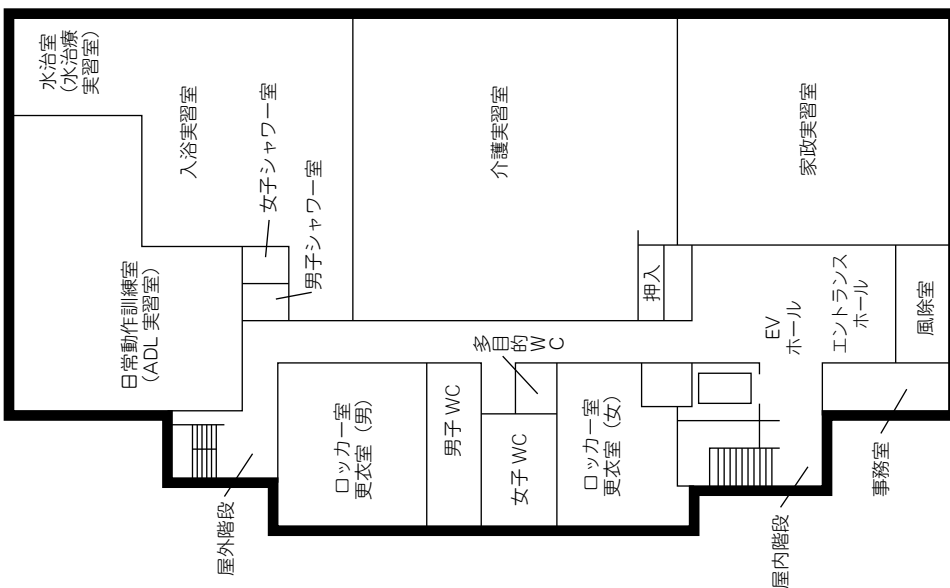 水治室
（水治療
実習室）
入浴実習室
女子シャワー室
男子シャワー室
日常動作訓練室
（ADL 実習室）
介護実習室
家政実習室
押入
多目的
WC
EV
ホール
エントランス
ホール
風除室
ロッカー室
更衣室（男）
男子 WC
女子 WC
ロッカー室
更衣室（女）
屋外階段
屋内階段
事務室